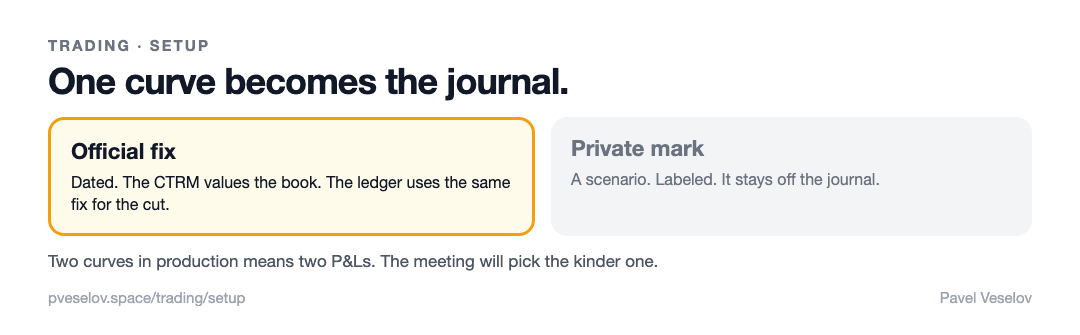 TRADING · SETUP
One curve becomes the journal.
Official fix
Dated. The CTRM values the book. The ledger uses the same
fix for the cut.
Private mark
A scenario. Labeled. It stays off the journal.
Two curves in production means two P&Ls. The meeting will pick the kinder one.
pveselov.space/trading/setup
Pavel Veselov